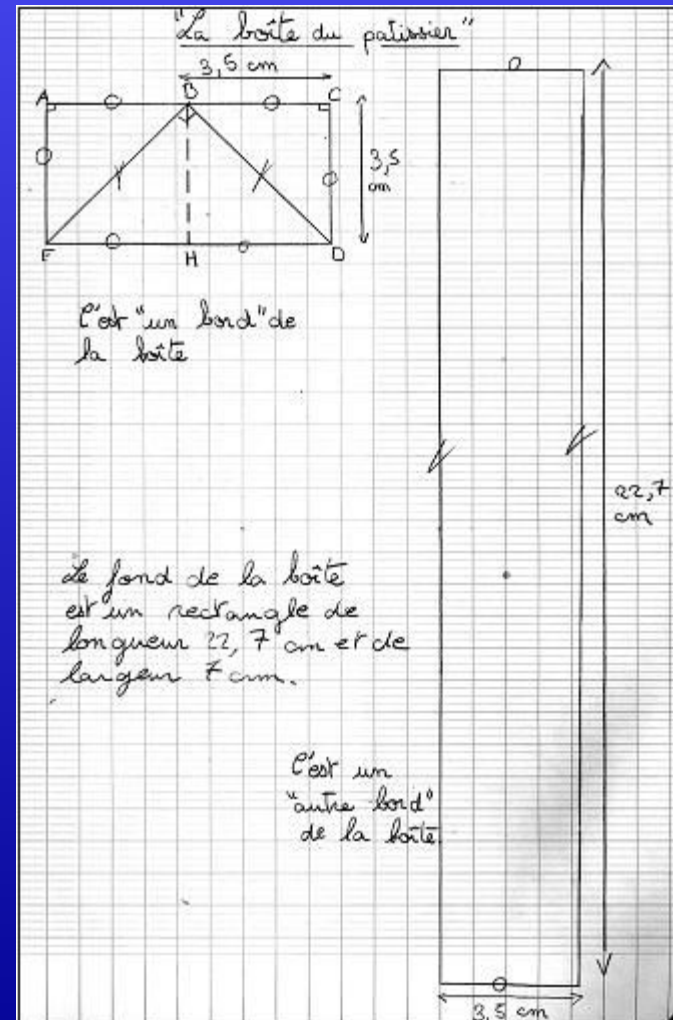 "La boîte du patissier"
3,5 cm
A
B
C
3,5
cm
E
H
D
C'est "un bord" de
la boîte
22,7
cm
Le fond de la boîte
est un rectangle de
longueur 22,7 cm et de
largeur 7 cm.
C'est un
"autre bord"
de la boîte
3,5 cm